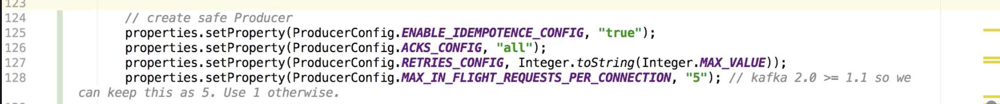 123
124 // create safe Producer
125 properties.setProperty(ProducerConfig.ENABLE_IDEMPOTENCE_CONFIG, "true");
126 properties.setProperty(ProducerConfig.ACKS_CONFIG, "all");
127 properties.setProperty(ProducerConfig.RETRIES_CONFIG, Integer.toString(Integer.MAX_VALUE));
128 properties.setProperty(ProducerConfig.MAX_IN_FLIGHT_REQUESTS_PER_CONNECTION, "5"); // kafka 2.0 >= 1.1 so we
can keep this as 5. Use 1 otherwise.